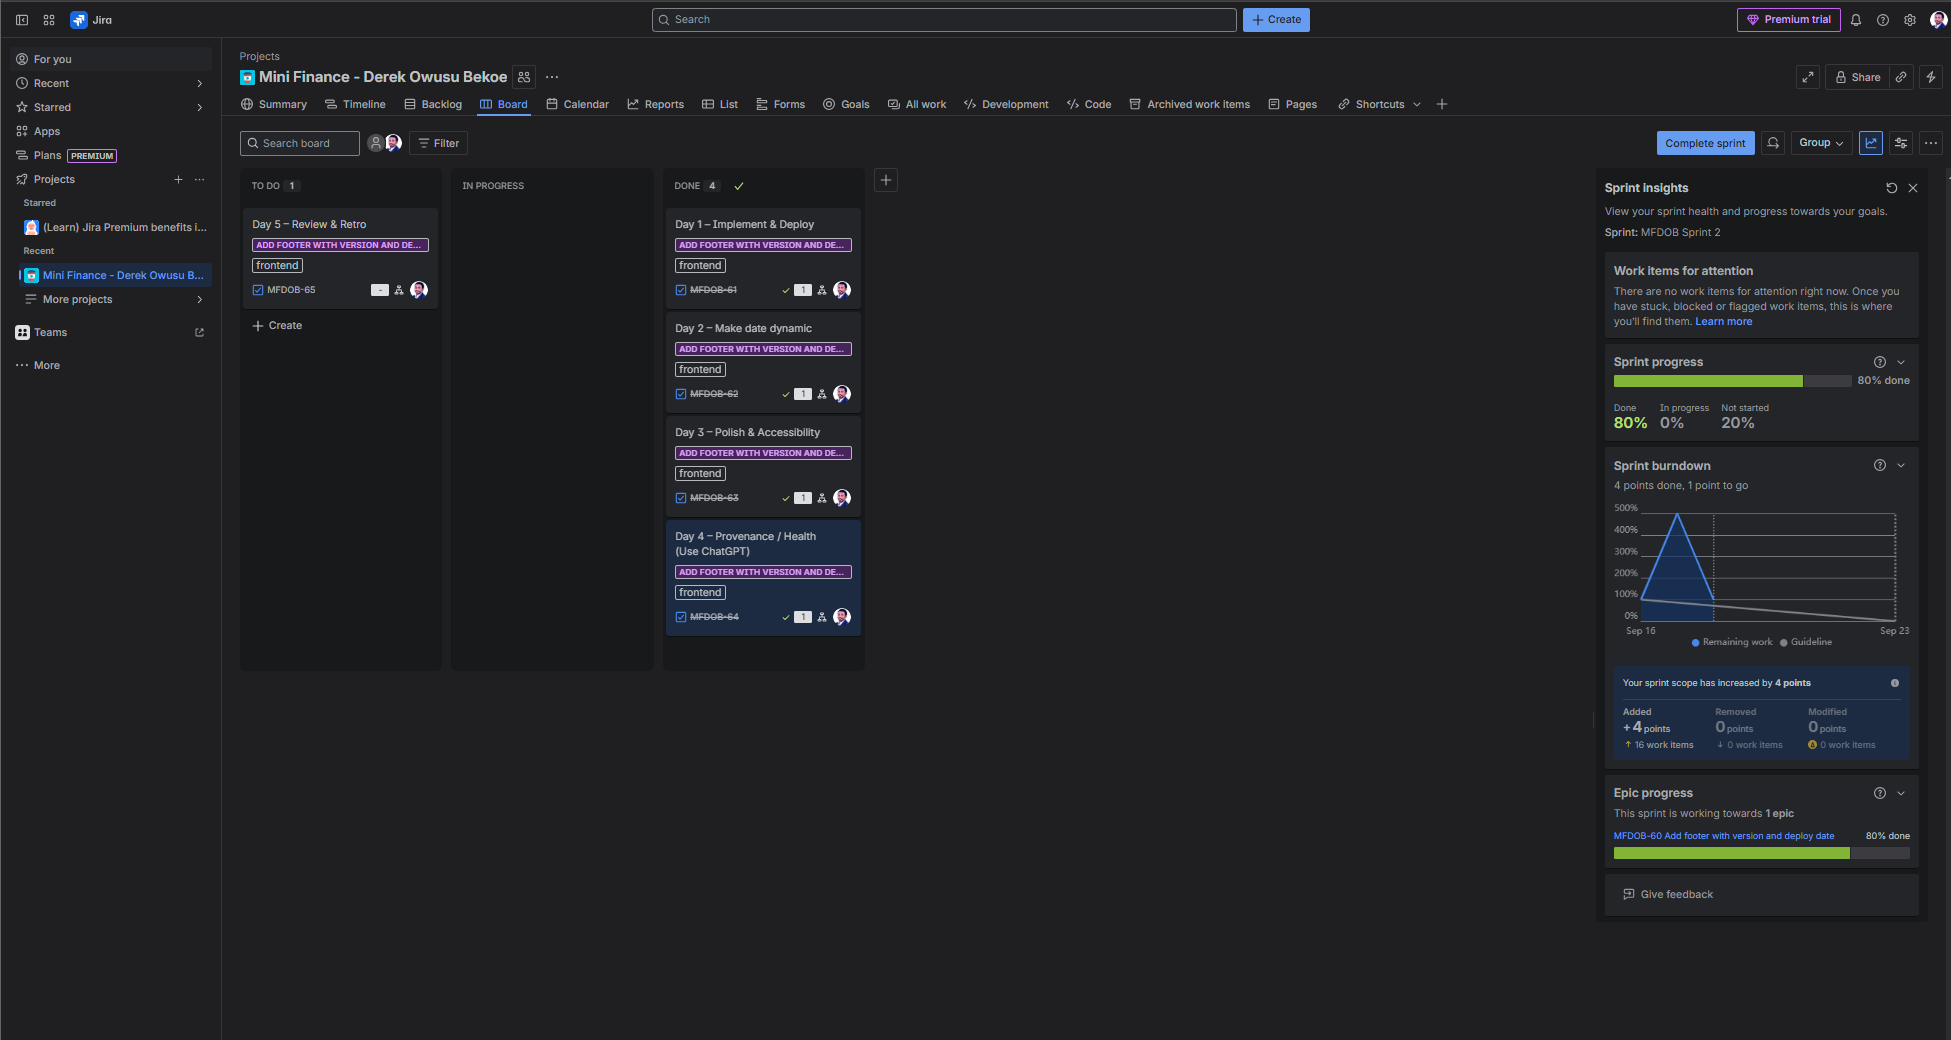 Jira
Search
Create
Premium trial
For you
Recent
Starred
Apps
Plans PREMIUM
Projects
Starred
(Learn) Jira Premium benefits i...
Recent
Mini Finance - Derek Owusu B...
More projects
Teams
More
Projects
Mini Finance - Derek Owusu Bekoe
Share
Summary Timeline Backlog Board Calendar Reports List Forms Goals All work Development Code Archived work items Pages Shortcuts
Search board
Filter
Complete sprint
Group
TO DO 1
Day 5 – Review & Retro
ADD FOOTER WITH VERSION AND DE...
frontend
MFDOB-65 -
Create
IN PROGRESS
DONE 4
Day 1 – Implement & Deploy
ADD FOOTER WITH VERSION AND DE...
frontend
MFDOB-61 1
Day 2 – Make date dynamic
ADD FOOTER WITH VERSION AND DE...
frontend
MFDOB-62 1
Day 3 – Polish & Accessibility
ADD FOOTER WITH VERSION AND DE...
frontend
MFDOB-63 1
Day 4 – Provenance / Health
(Use ChatGPT)
ADD FOOTER WITH VERSION AND DE...
frontend
MFDOB-64 1
Sprint insights
View your sprint health and progress towards your goals.
Sprint: MFDOB Sprint 2
Work items for attention
There are no work items for attention right now. Once you
have stuck, blocked or flagged work items, this is where
you'll find them. Learn more
Sprint progress
80% done
Done In progress Not started
80% 0% 20%
Sprint burndown
4 points done, 1 point to go
500%
400%
300%
200%
100%
0%
Sep 16 Sep 23
Remaining work Guideline
Your sprint scope has increased by 4 points
Added Removed Modified
+4 points 0 points 0 points
16 work items 0 work items 0 work items
Epic progress
This sprint is working towards 1 epic
MFDOB-60 Add footer with version and deploy date 80% done
Give feedback